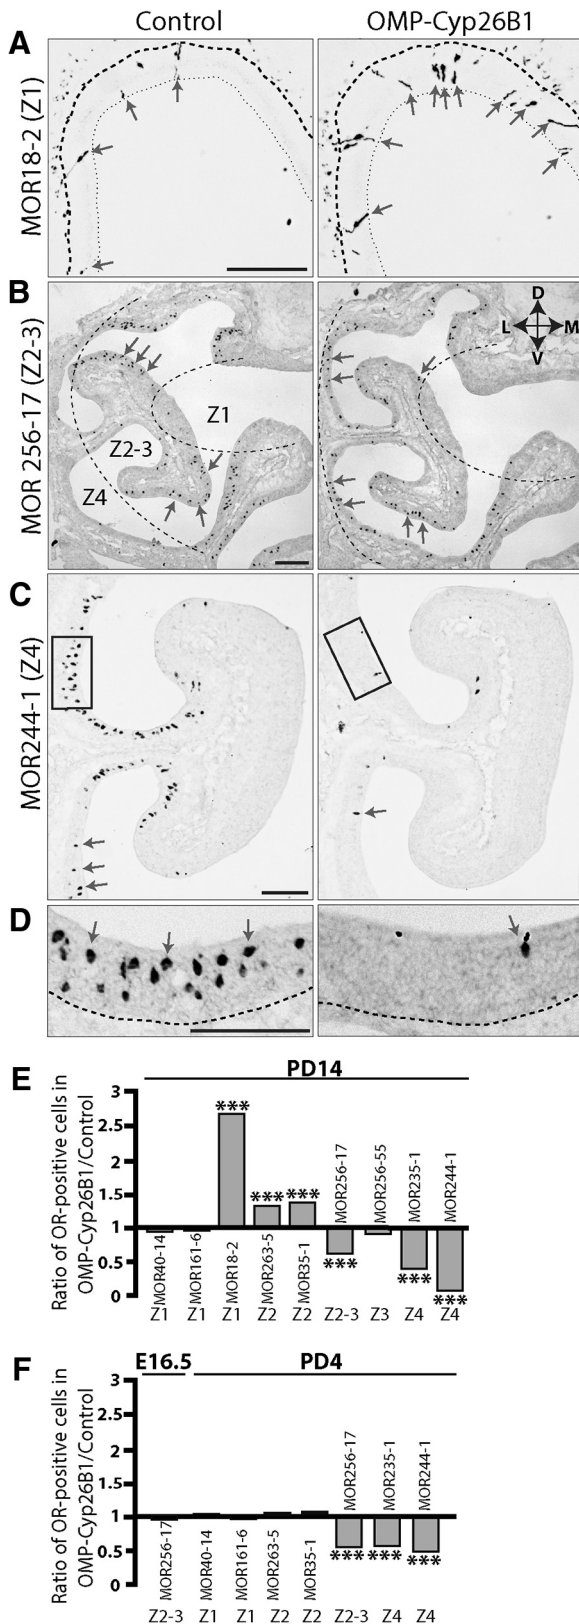 Control OMP-Cyp26B1
A
MOR18-2 (Z1)
B
MOR 256-17 (Z2-3)
D
L M
V
Z1
Z2-3
Z4
C
MOR244-1 (Z4)
D
E
PD14
Ratio of OR-positive cells in
OMP-Cyp26B1/Control
3
2.5
2
1.5
1
0.5
0
***
*** ***
***
***
***
MOR40-14
MOR161-6
MOR18-2
MOR263-5
MOR35-1
MOR256-17
MOR256-55
MOR235-1
MOR244-1
Z1 Z1 Z1 Z2 Z2 Z2-3 Z3 Z4 Z4
F
E16.5 PD4
Ratio of OR-positive cells in
OMP-Cyp26B1/Control
3
2.5
2
1.5
1
0.5
0
MOR256-17
MOR40-14
MOR161-6
MOR263-5
MOR35-1
MOR256-17
MOR235-1
MOR244-1
*** *** ***
Z2-3 Z1 Z1 Z2 Z2 Z2-3 Z4 Z4